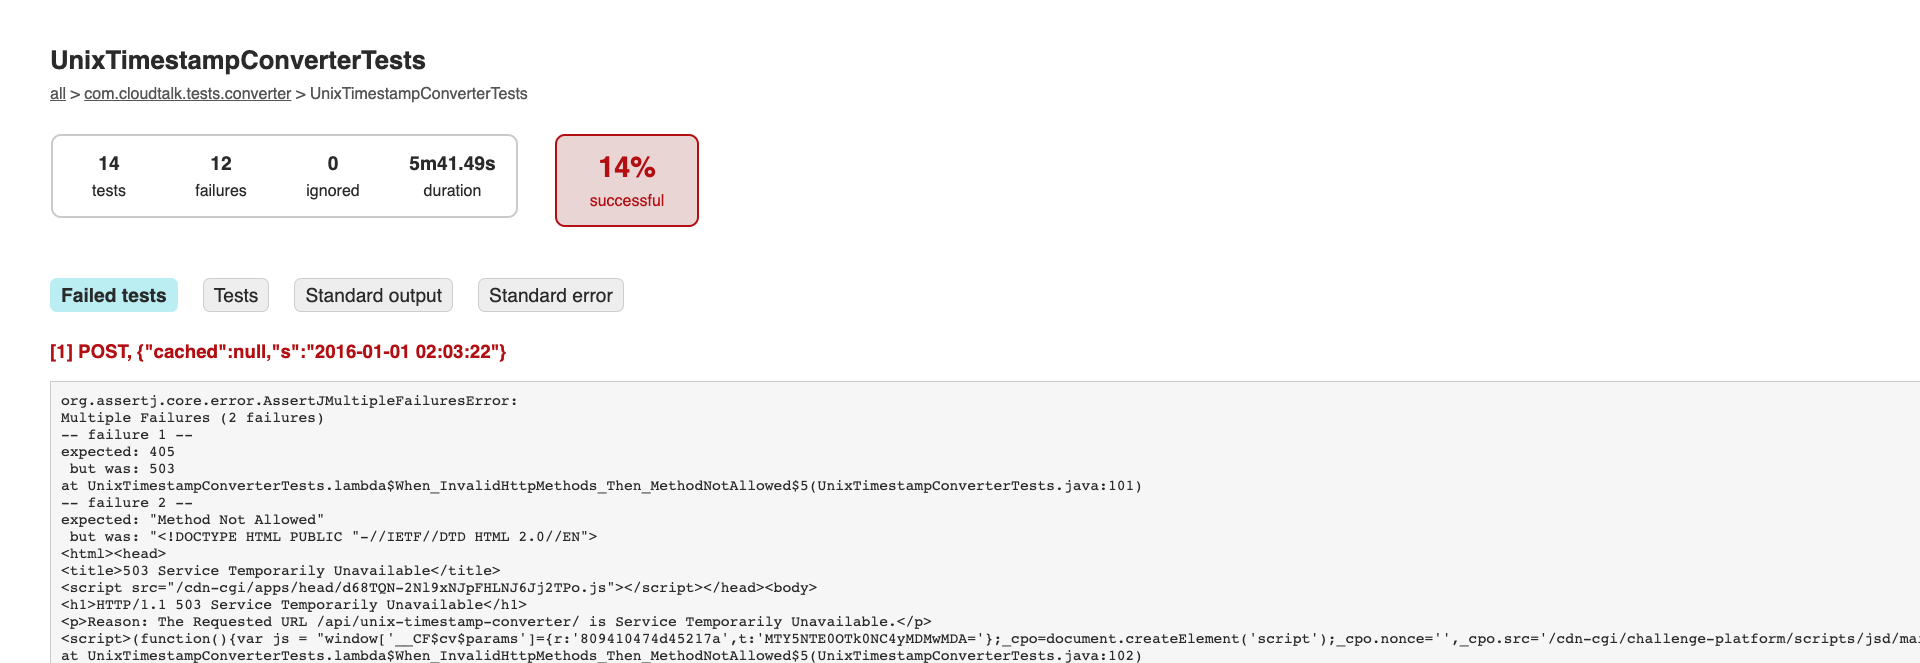 UnixTimestampConverterTests
all > com.cloudtalk.tests.converter > UnixTimestampConverterTests
14 12 0 5m41.49s
tests failures ignored duration
14%
successful
Failed tests Tests Standard output Standard error
[1] POST, {"cached":null,"s":"2016-01-01 02:03:22"}
org.assertj.core.error.AssertJMultipleFailuresError:
Multiple Failures (2 failures)
-- failure 1 --
expected: 405
but was: 503
at UnixTimestampConverterTests.lambda$When_InvalidHttpMethods_Then_MethodNotAllowed$5(UnixTimestampConverterTests.java:101)
-- failure 2 --
expected: "Method Not Allowed"
but was: "<!DOCTYPE HTML PUBLIC "-//IETF//DTD HTML 2.0//EN">
<html><head>
<title>503 Service Temporarily Unavailable</title>
<script src="/cdn-cgi/apps/head/d68TQN-2Nl9xNJpFHLNJ6Jj2TPo.js"></script></head><body>
<h1>HTTP/1.1 503 Service Temporarily Unavailable</h1>
<p>Reason: The Requested URL /api/unix-timestamp-converter/ is Service Temporarily Unavailable.</p>
<script>(function(){var js = "window['__CF$cv$params']={r:'809410474d45217a',t:'MTY5NTE0OTk0NC4yMDMwMDA='};_cpo=document.createElement('script');_cpo.nonce='',_cpo.src='/cdn-cgi/challenge-platform/scripts/jsd/ma
at UnixTimestampConverterTests.lambda$When_InvalidHttpMethods_Then_MethodNotAllowed$5(UnixTimestampConverterTests.java:102)